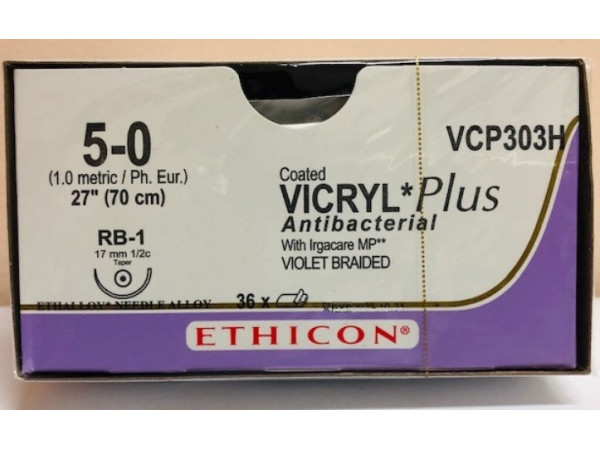 5-0
(1.0 metric / Ph. Eur.)
27" (70 cm)
RB-1
17 mm 1/2c
Taper
ETHALLOY* NEEDLE ALLOY
VCP303H
Coated
VICRYL* Plus
Antibacterial
With Irgacare MP**
VIOLET BRAIDED
36 x
ETHICON®